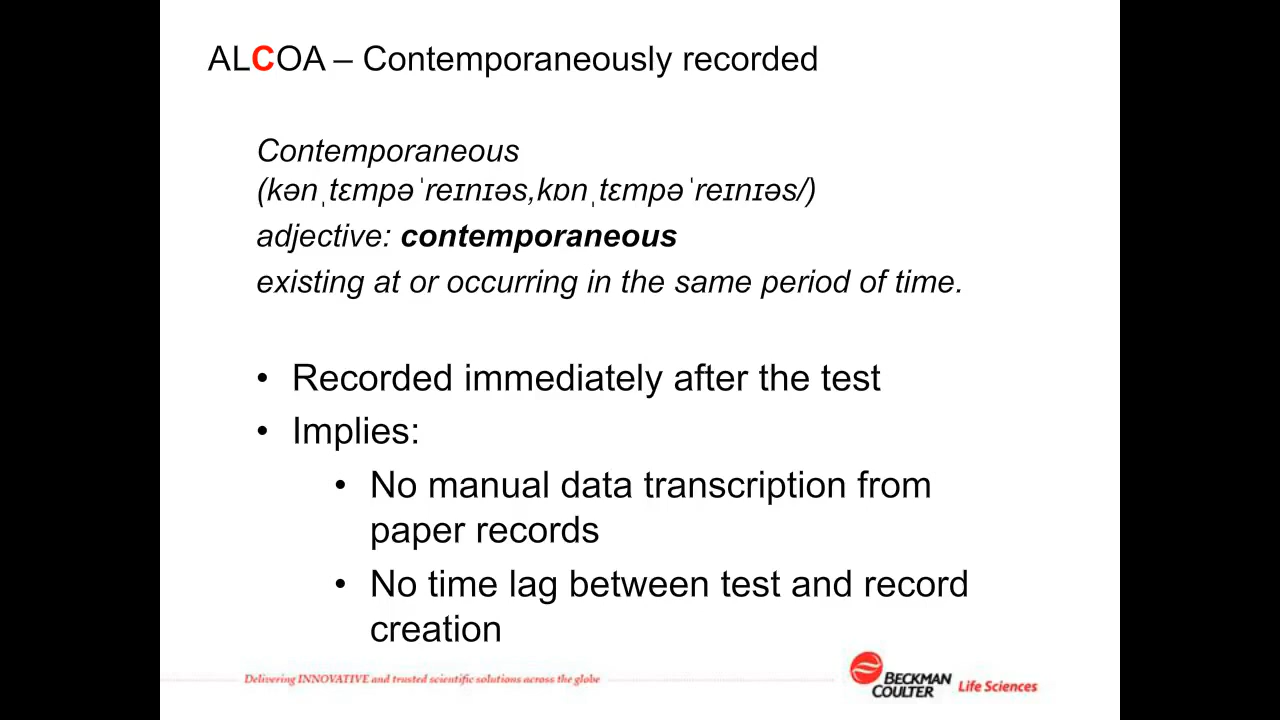 ALCOA – Contemporaneously recorded
Contemporaneous
(kənˌtɛmpəˈreɪnɪəs,kɒnˌtɛmpəˈreɪnɪəs/)
adjective: contemporaneous
existing at or occurring in the same period of time.
• Recorded immediately after the test
• Implies:
• No manual data transcription from
paper records
• No time lag between test and record
creation
Delivering INNOVATIVE and trusted scientific solutions across the globe
BECKMAN
COULTER
Life Sciences